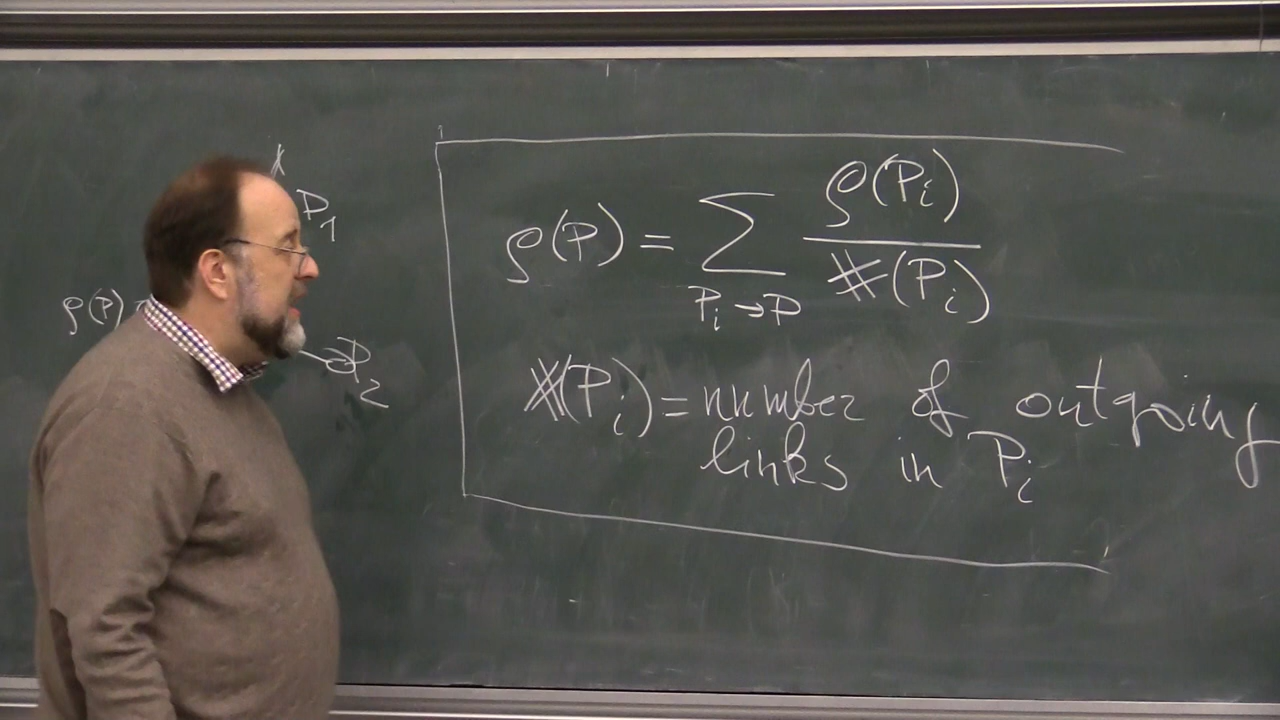 P₁
ρ(P)
P₂
ρ(P) = ∑_{Pᵢ→P} ρ(Pᵢ) / #(Pᵢ)
#(Pᵢ) = number of outgoing
links in Pᵢ